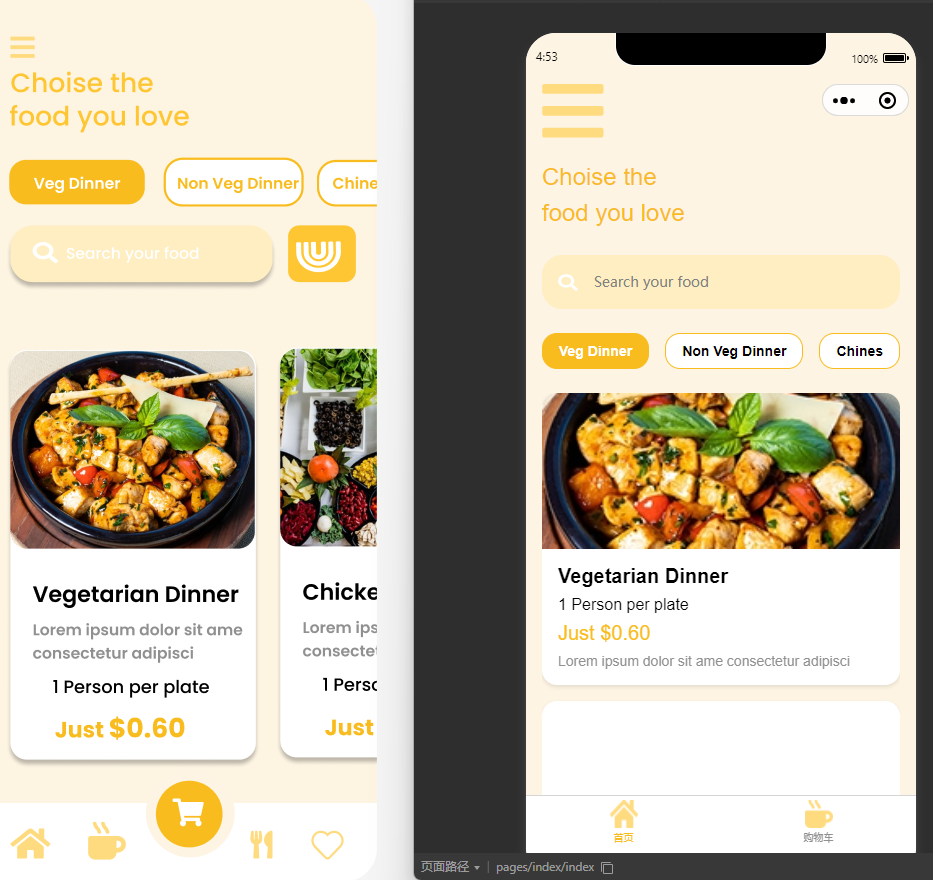 Choise the
food you love
Veg Dinner
Non Veg Dinner
Chine
Search your food
Vegetarian Dinner
Lorem ipsum dolor sit ame
consectetur adipisci
1 Person per plate
Just $0.60
Chicke
Lorem ips
consectet
1 Perso
Just
4:53
100%
Choise the
food you love
Search your food
Veg Dinner
Non Veg Dinner
Chines
Vegetarian Dinner
1 Person per plate
Just $0.60
Lorem ipsum dolor sit ame consectetur adipisci
首页
购物车
页面路径 | pages/index/index